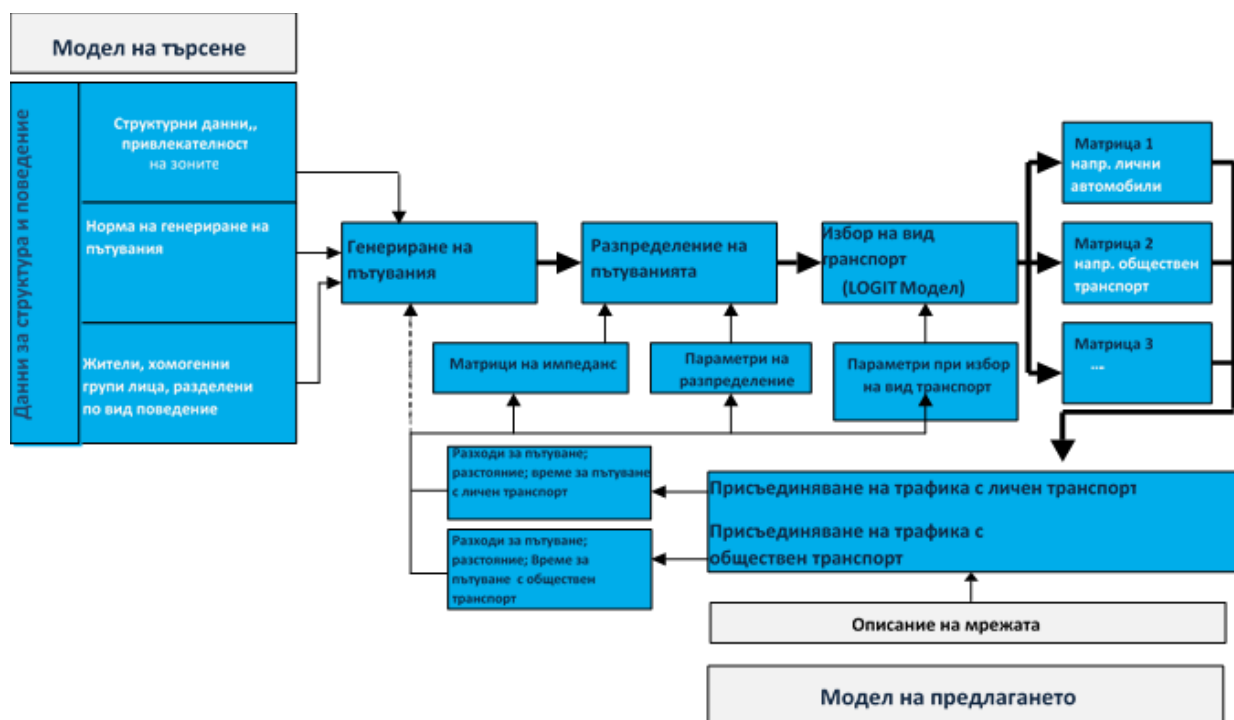 Модел на търсене
Данни за структура и поведение
Структурни данни,,
привлекателност
на зоните
Норма на генериране на
пътувания
Жители, хомогенни
групи лица, разделени
по вид поведение
Генериране на
пътувания
Разпределение на
пътуванията
Избор на вид
транспорт
(LOGIT Модел)
Матрица 1
напр. лични
автомобили
Матрица 2
напр. обществен
транспорт
Матрица 3
....
Матрици на импеданс
Параметри на
разпределение
Параметри при избор
на вид транспорт
Разходи за пътуване;
разстояние; време за пътуване
с личен транспорт
Разходи за пътуване;
разстояние; Време за
пътуване с обществен
транспорт
Присъединяване на трафика с личен транспорт
Присъединяване на трафика с
обществен транспорт
Описание на мрежата
Модел на предлагането